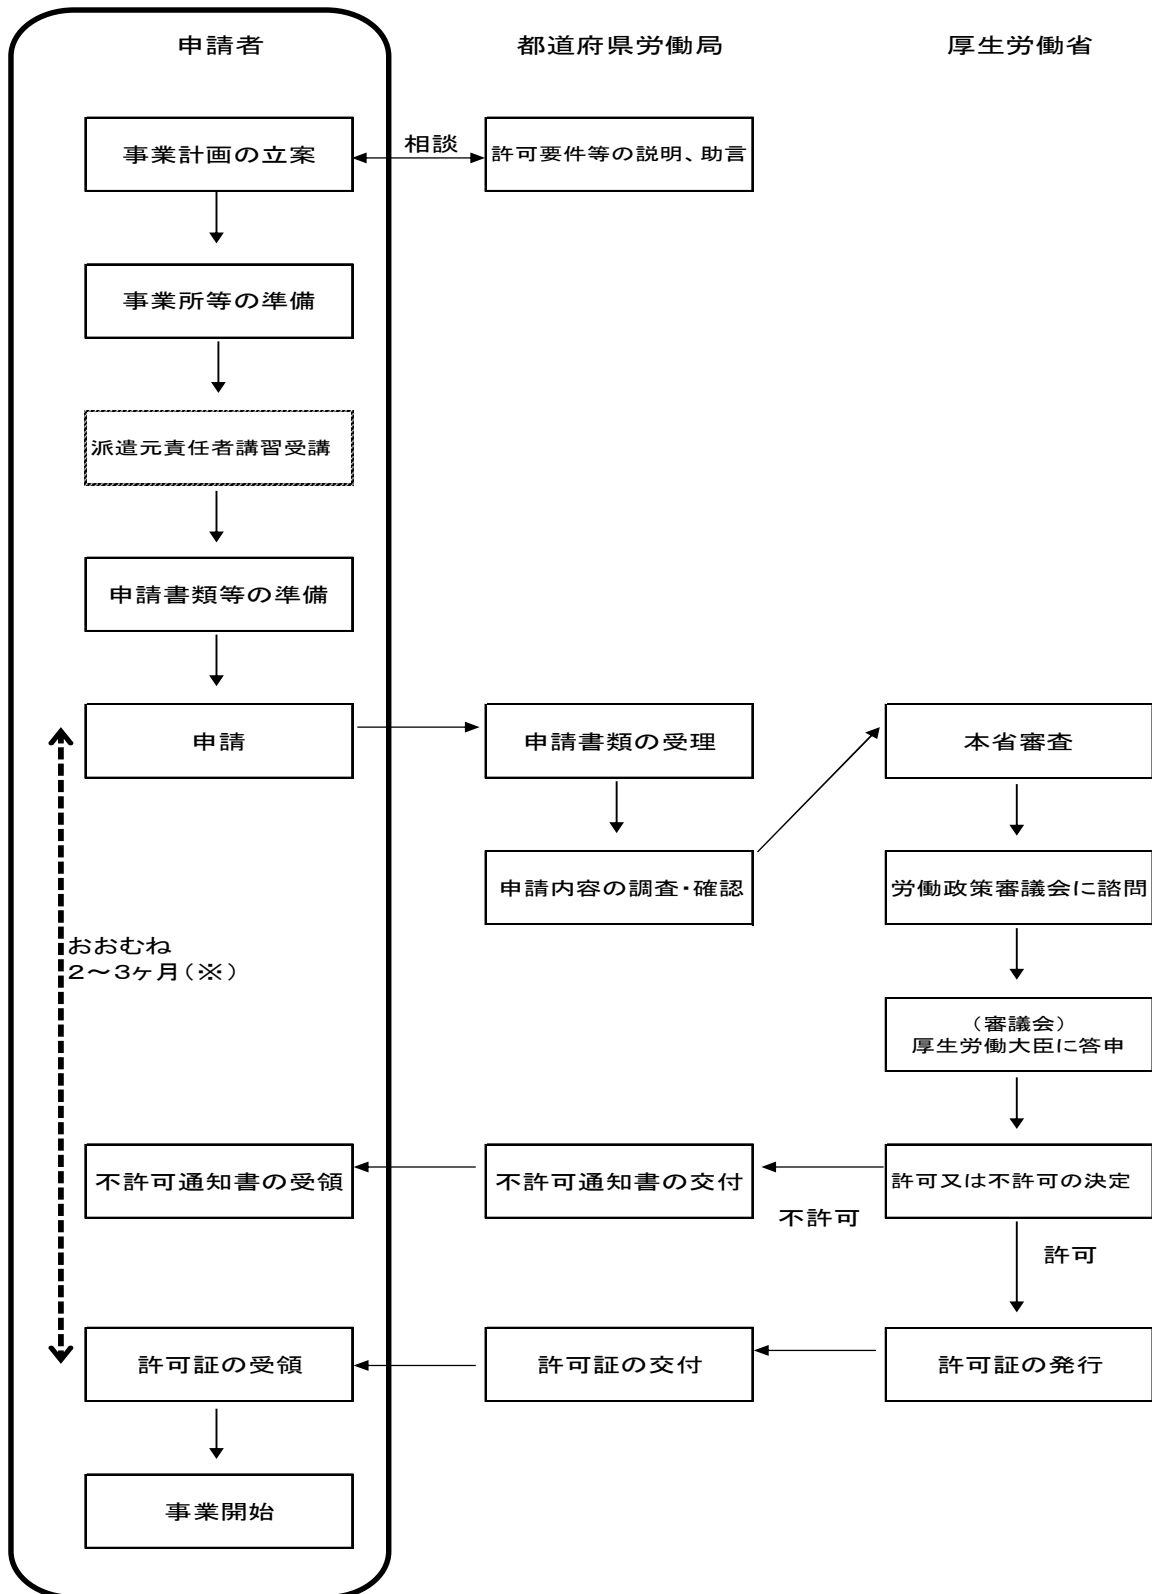 申請者
都道府県労働局
厚生労働省
事業計画の立案
相談
許可要件等の説明、助言
事業所等の準備
派遣元責任者講習受講
申請書類等の準備
申請
申請書類の受理
本省審査
申請内容の調査・確認
労働政策審議会に諮問
おおむね
2～3ヶ月(※)
（審議会）
厚生労働大臣に答申
不許可通知書の受領
不許可通知書の交付
許可又は不許可の決定
不許可
許可
許可証の受領
許可証の交付
許可証の発行
事業開始